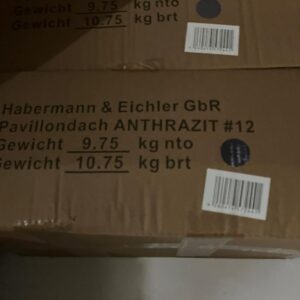 Gewicht 9.75 kg nto
Gewicht 10.75 kg brt
Habermann & Eichler GbR
Pavillondach ANTHRAZIT #12
Gewicht 9,75 kg nto
Gewicht 10.75 kg brt